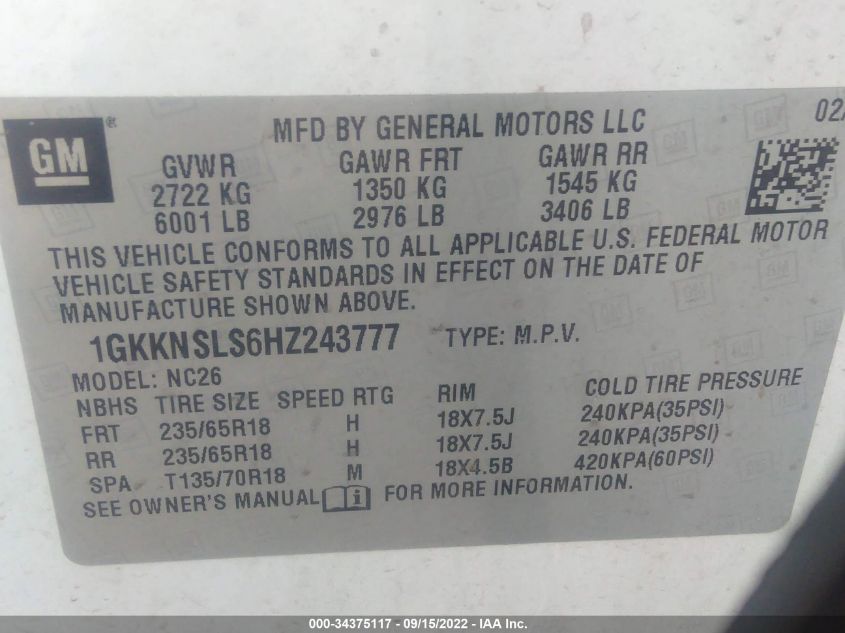 GM ® MFD BY GENERAL MOTORS LLC 02/
GVWR GAWR FRT GAWR RR
2722 KG 1350 KG 1545 KG
6001 LB 2976 LB 3406 LB
THIS VEHICLE CONFORMS TO ALL APPLICABLE U.S. FEDERAL MOTOR
VEHICLE SAFETY STANDARDS IN EFFECT ON THE DATE OF
MANUFACTURE SHOWN ABOVE.
1GKKNSLS6HZ243777 TYPE: M.P.V.
MODEL: NC26
NBHS TIRE SIZE SPEED RTG RIM COLD TIRE PRESSURE
FRT 235/65R18 H 18X7.5J 240KPA(35PSI)
RR 235/65R18 H 18X7.5J 240KPA(35PSI)
SPA T135/70R18 M 18X4.5B 420KPA(60PSI)
SEE OWNER'S MANUAL i FOR MORE INFORMATION.
000-34375117 - 09/15/2022 - IAA Inc.